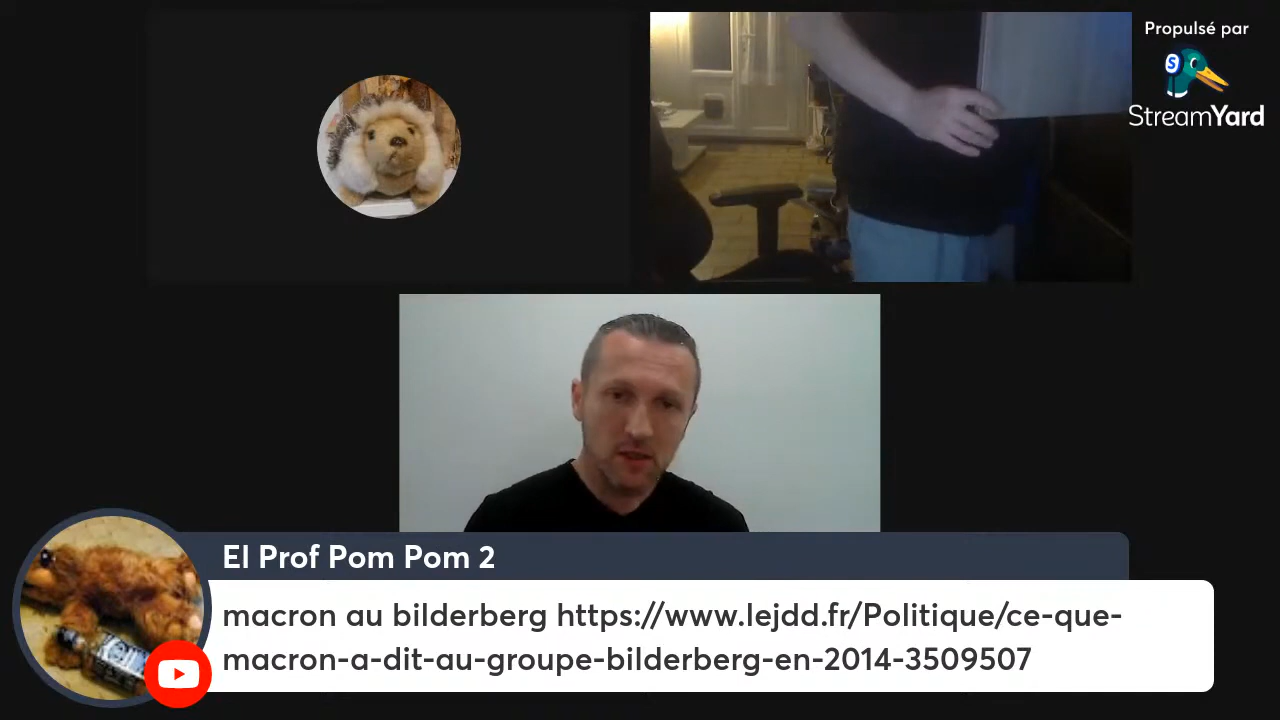 Propulsé par
StreamYard
El Prof Pom Pom 2
macron au bilderberg https://www.lejdd.fr/Politique/ce-que-
macron-a-dit-au-groupe-bilderberg-en-2014-3509507